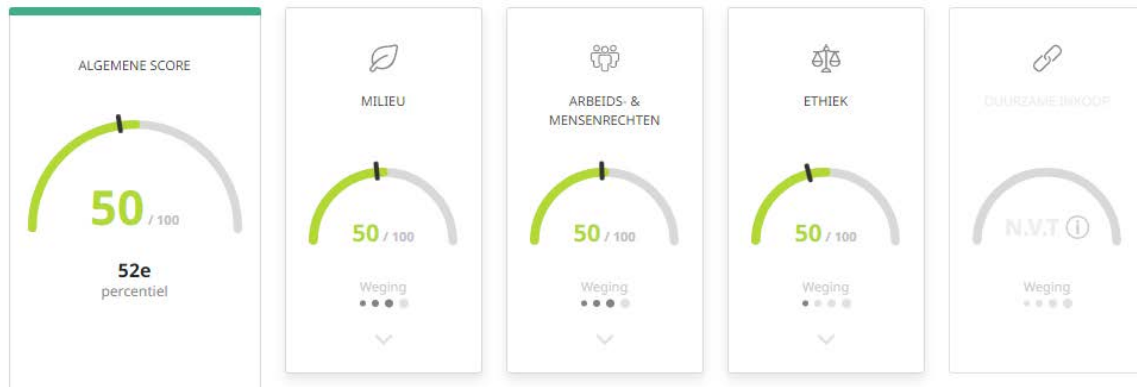 ALGEMENE SCORE
50 / 100
52e
percentiel
MILIEU
50 / 100
Weging
ARBEIDS- &
MENSENRECHTEN
50 / 100
Weging
ETHIEK
50 / 100
Weging
DUURZAME INKOOP
N.V.T i
Weging